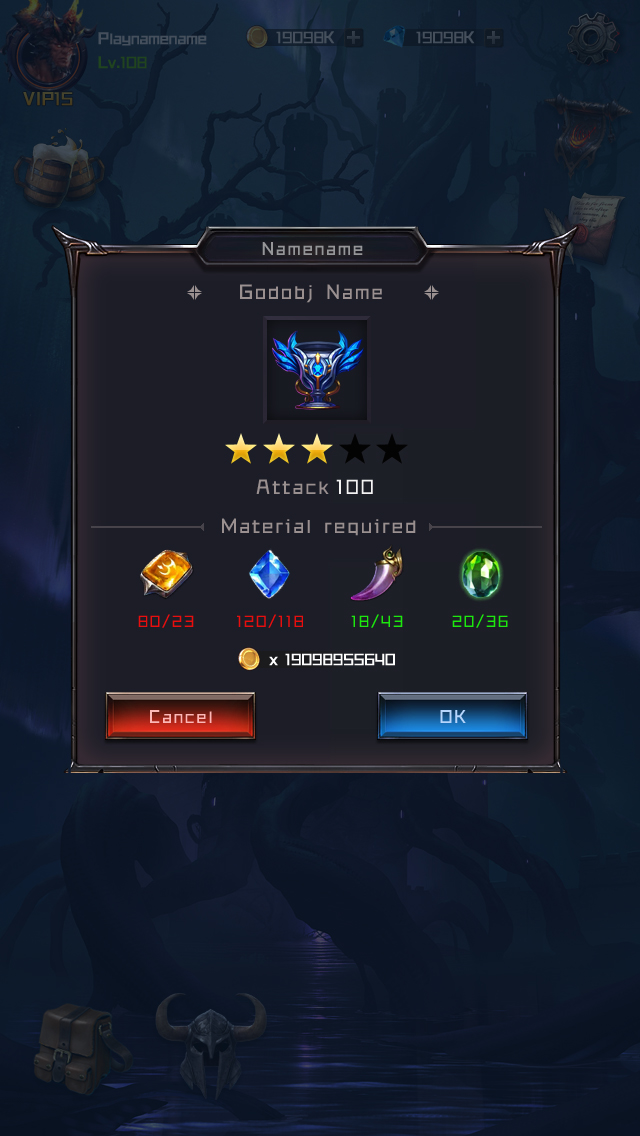 Playnamename
19098K
19098K
Lv.108
VIP15
Namename
Godobj Name
Attack 100
Material required
80/23
120/118
18/43
20/36
x 19098955640
Cancel
OK